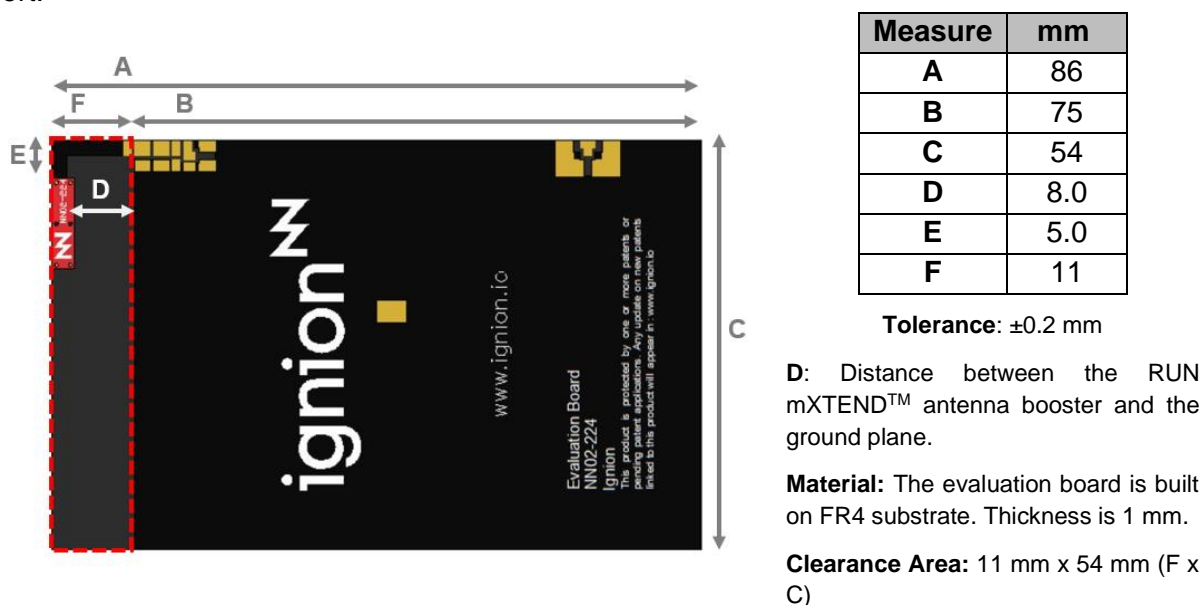 A
F
B
E
D
NN02-224
C
ignion
www.ignion.io
Evaluation Board
NN02-224
Ignion
This product is protected by one or more patents or
pending patent applications. Any update on new patents
linked to this product will appear in : www.ignion.io
Measure mm
A 86
B 75
C 54
D 8.0
E 5.0
F 11
Tolerance: ±0.2 mm
D: Distance between the RUN
mXTEND™ antenna booster and the
ground plane.
Material: The evaluation board is built
on FR4 substrate. Thickness is 1 mm.
Clearance Area: 11 mm x 54 mm (F x
C)